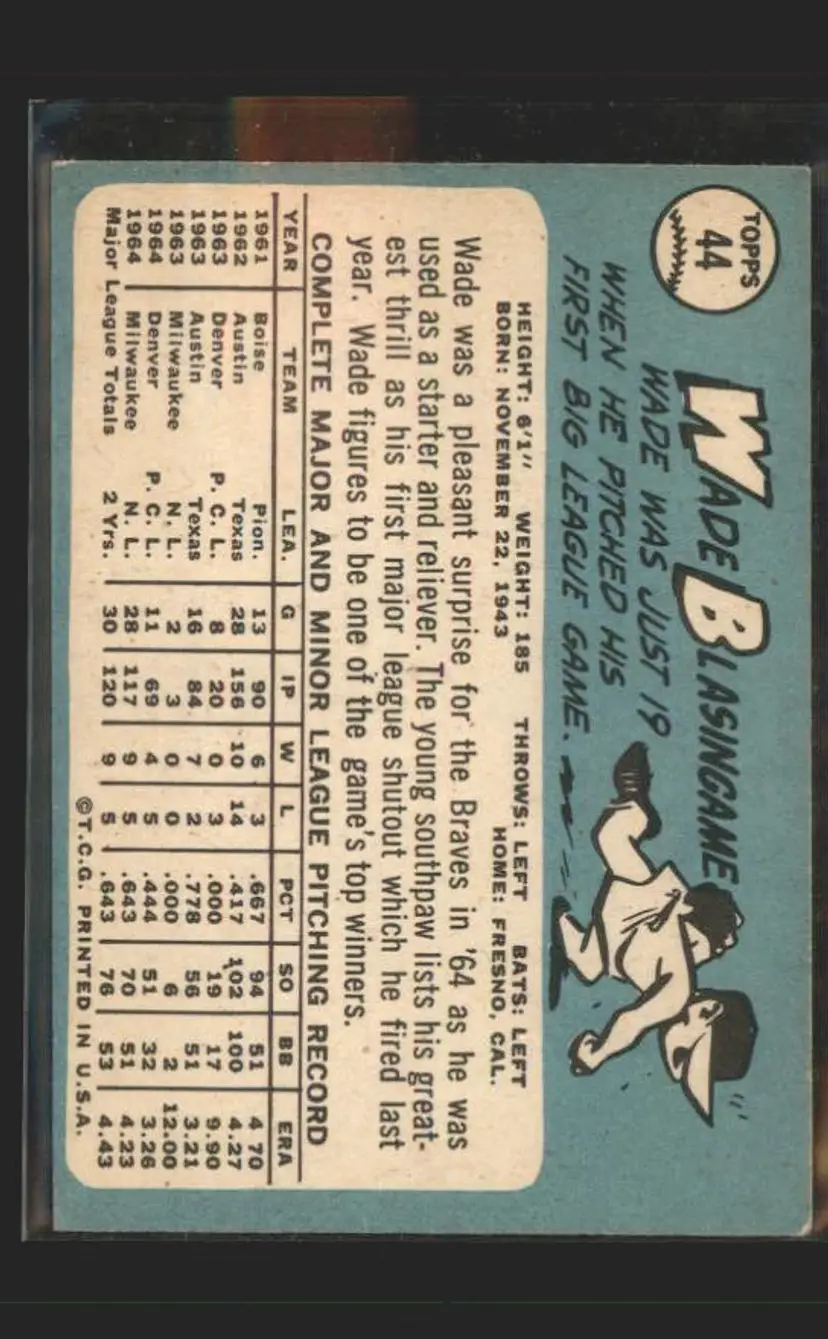 TOPPS
44
WADE BLASINGAME
WADE WAS JUST 19
WHEN HE PITCHED HIS
FIRST BIG LEAGUE GAME.
HEIGHT: 6'1" WEIGHT: 185 THROWS: LEFT BATS: LEFT
BORN: NOVEMBER 22, 1943 HOME: FRESNO, CAL.
Wade was a pleasant surprise for the Braves in '64 as he was
used as a starter and reliever. The young southpaw lists his great-
est thrill as his first major league shutout which he fired last
year. Wade figures to be one of the game's top winners.
COMPLETE MAJOR AND MINOR LEAGUE PITCHING RECORD
YEAR TEAM LEA. G IP W L PCT SO BB ERA
1961 Boise Pion. 13 90 6 3 .667 94 51 4 70
1962 Austin Texas 28 156 10 14 .417 102 100 4.27
1963 Denver P. C. L. 8 20 0 3 .000 19 17 9.90
1963 Austin Texas 16 84 7 2 .778 56 51 3.21
1963 Milwaukee N. L. 2 3 0 0 .000 6 2 12.00
1964 Denver P. C. L. 11 69 4 5 .444 51 32 3.26
1964 Milwaukee N. L. 28 117 9 5 .643 70 51 4.23
Major League Totals 2 Yrs. 30 120 9 5 .643 76 53 4.43
©T.C.G. PRINTED IN U.S.A.